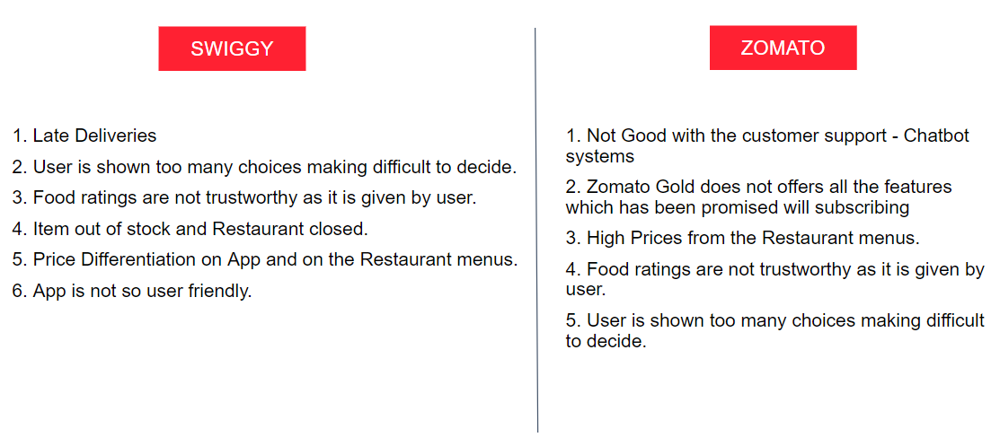 SWIGGY
1. Late Deliveries
2. User is shown too many choices making difficult to decide.
3. Food ratings are not trustworthy as it is given by user.
4. Item out of stock and Restaurant closed.
5. Price Differentiation on App and on the Restaurant menus.
6. App is not so user friendly.
ZOMATO
1. Not Good with the customer support - Chatbot
systems
2. Zomato Gold does not offers all the features
which has been promised will subscribing
3. High Prices from the Restaurant menus.
4. Food ratings are not trustworthy as it is given by
user.
5. User is shown too many choices making difficult
to decide.